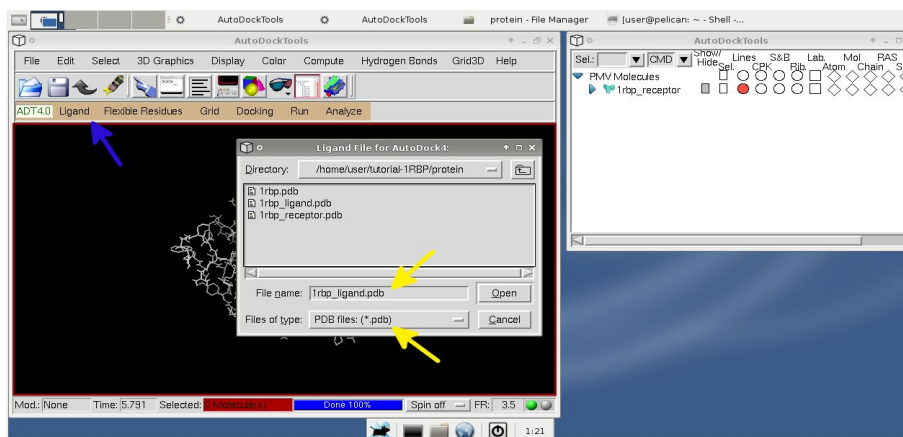 AutoDockTools AutoDockTools protein - File Manager [user@pelican: ~ - Shell -...
AutoDockTools
File Edit Select 3D Graphics Display Color Compute Hydrogen Bonds Grid3D Help
ADT4.0 Ligand Flexible Residues Grid Docking Run Analyze
Ligand File for AutoDock4:
Directory: /home/user/tutorial-1RBP/protein
1rbp.pdb
1rbp_ligand.pdb
1rbp_receptor.pdb
File name: 1rbp_ligand.pdb Open
Files of type: PDB files: (*.pdb) Cancel
Mod.: None Time: 5.791 Selected: Done 100% Spin off FR: 3.5
AutoDockTools
Sel.: CMD Show/ Hide Lines S&B Lab. Mol RAS
Sel. CPK Rib. Atom Chain S
PMV Molecules
1rbp_receptor
1:21